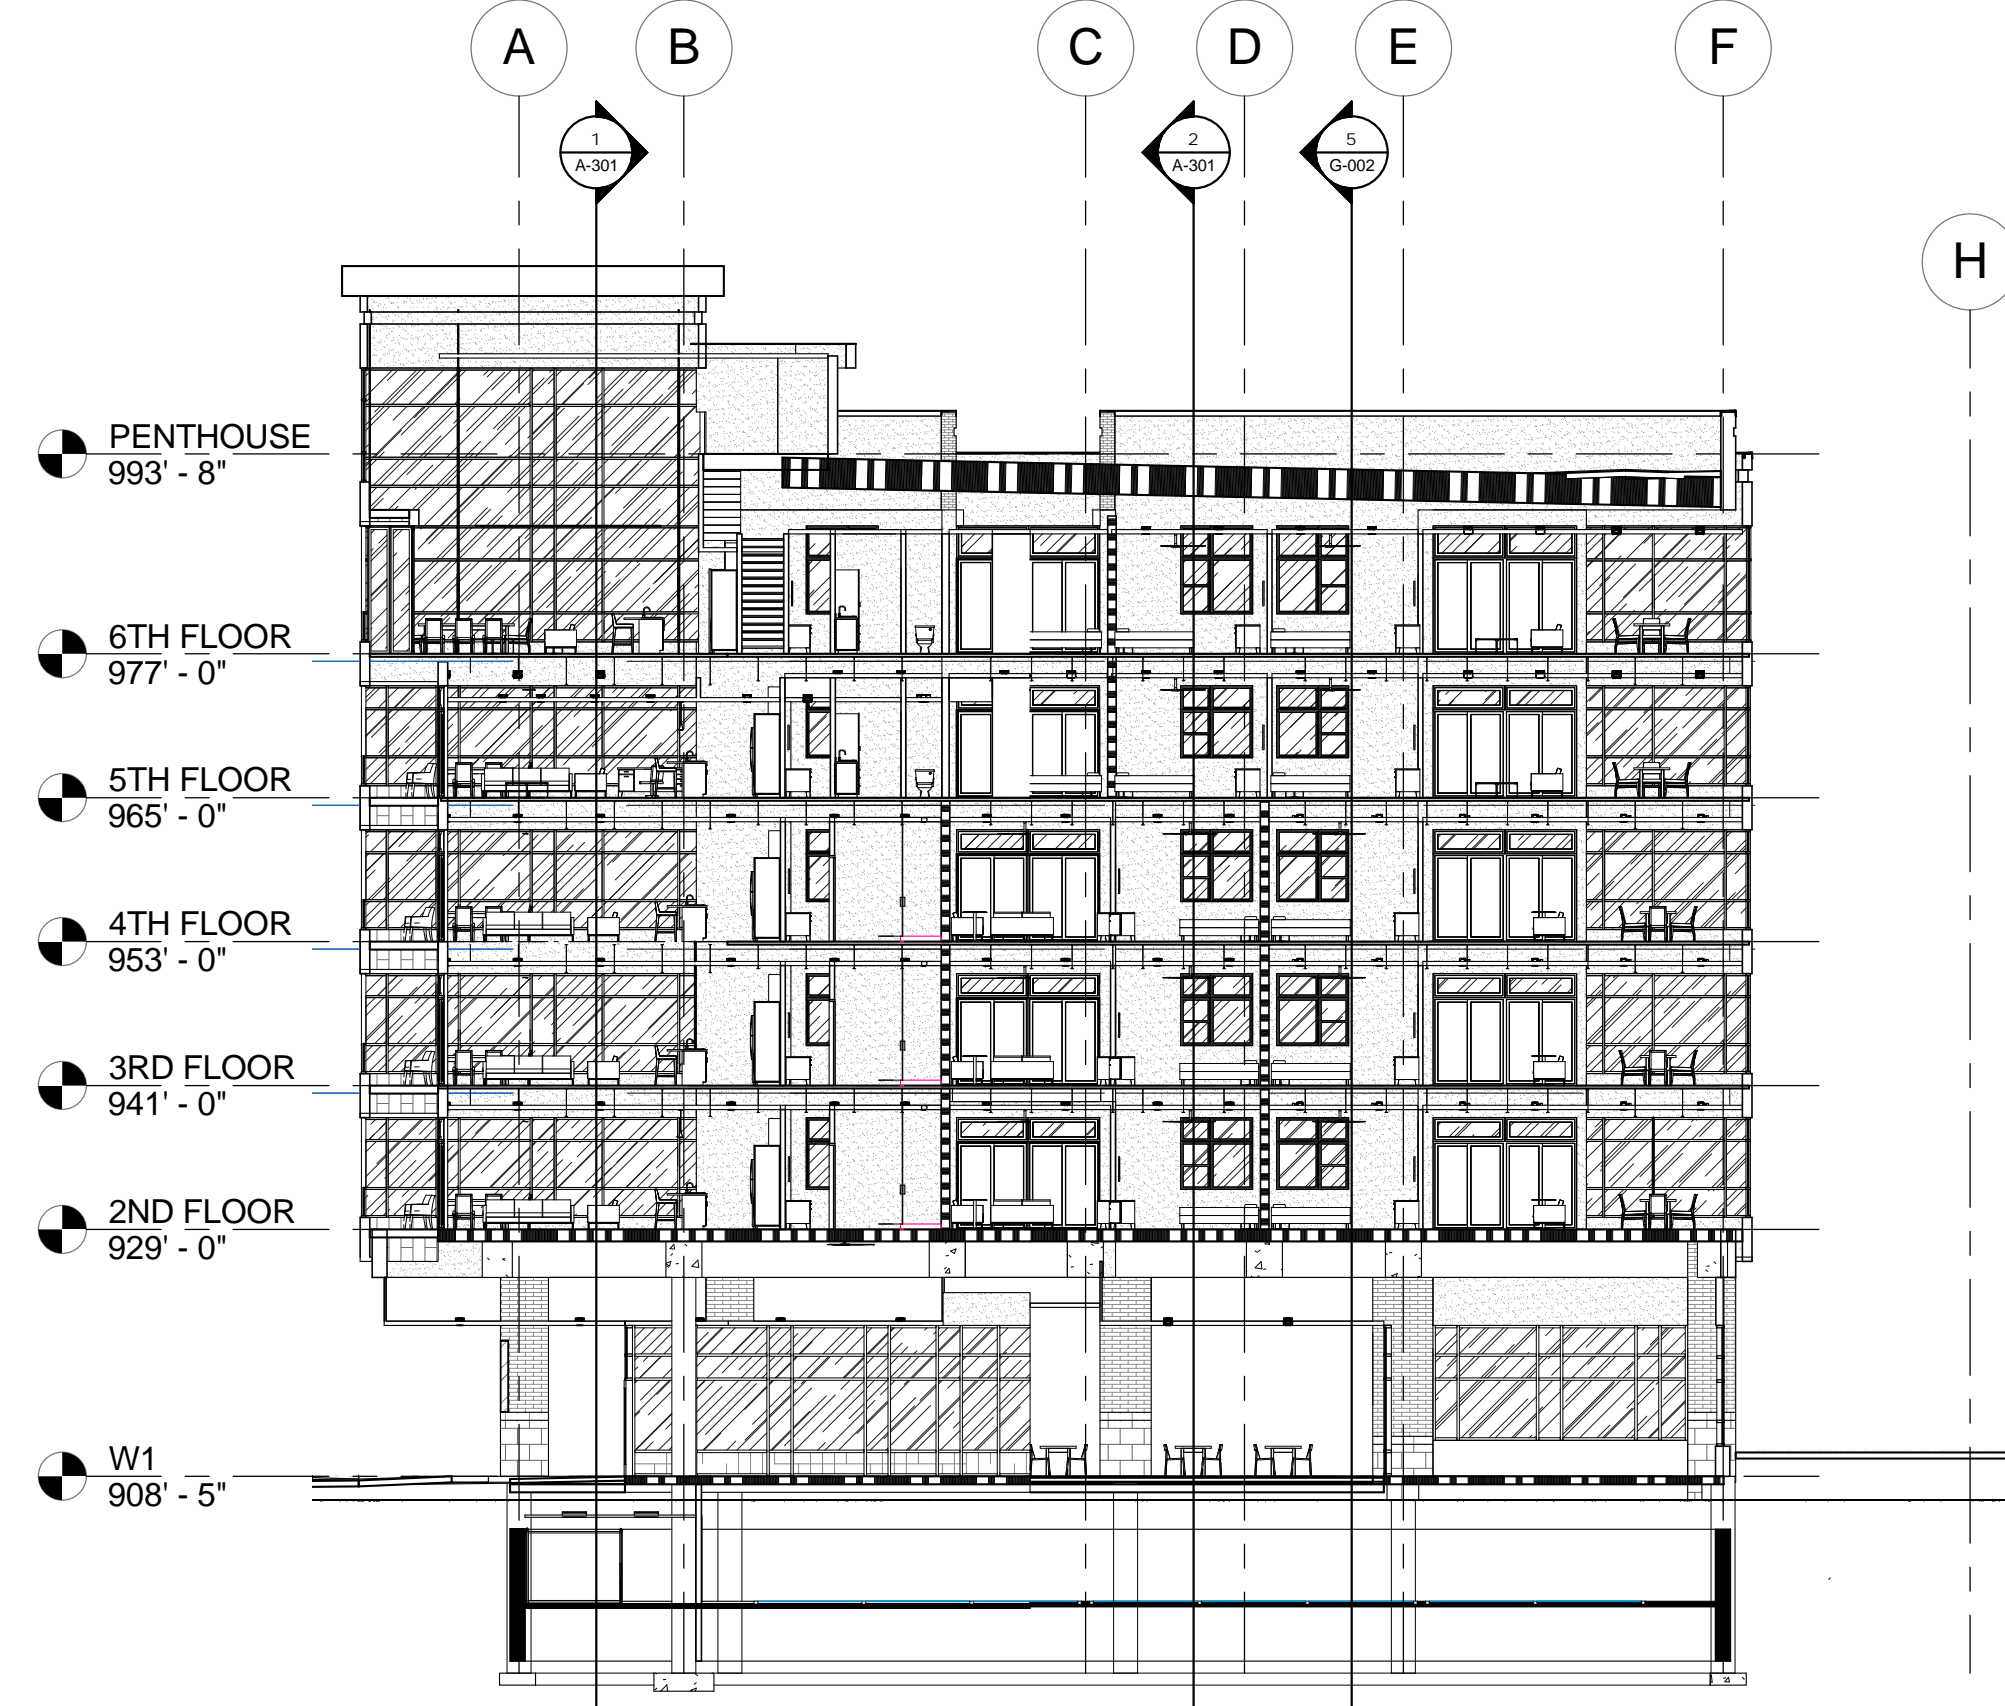 A
B
C
D
E
F
1
A-301
2
A-301
5
G-002
H
PENTHOUSE
993' - 8"
6TH FLOOR
977' - 0"
5TH FLOOR
965' - 0"
4TH FLOOR
953' - 0"
3RD FLOOR
941' - 0"
2ND FLOOR
929' - 0"
W1
908' - 5"